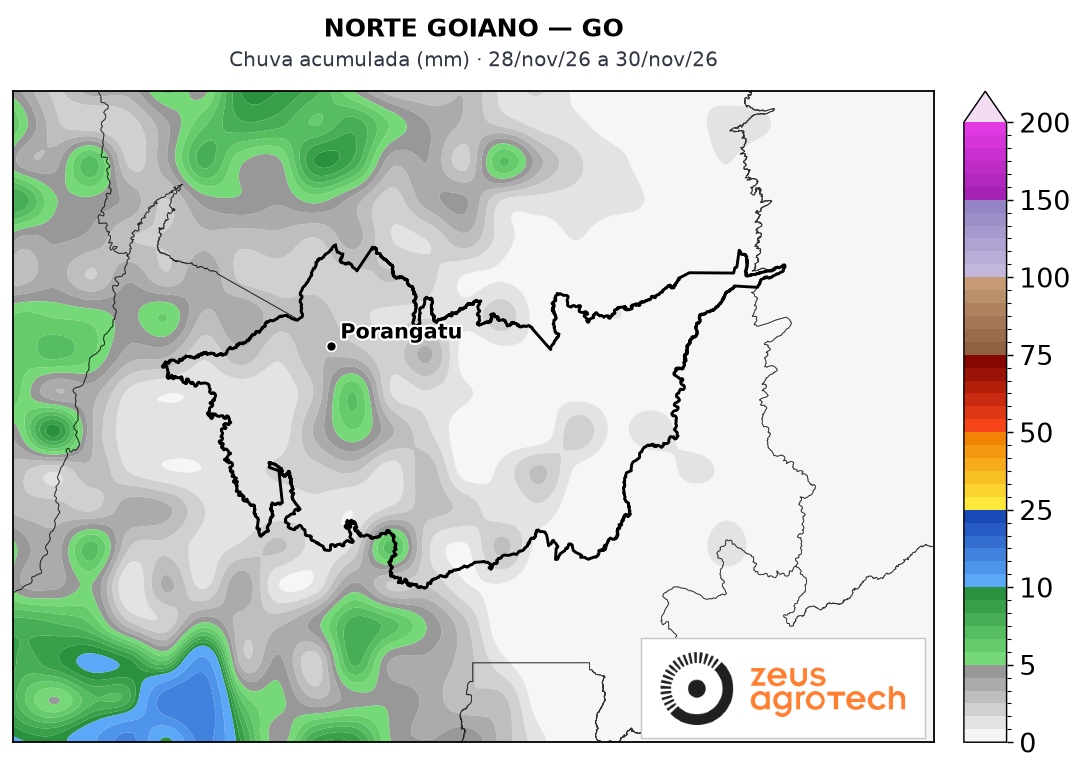 NORTE GOIANO — GO
Chuva acumulada (mm) · 28/nov/26 a 30/nov/26
200
150
100
75
50
25
10
5
0
Porangatu
zeus
agrotech